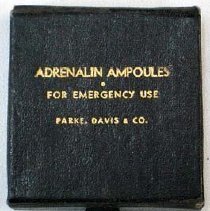 ADRENALIN AMPOULES
•
FOR EMERGENCY USE
PARKE, DAVIS & CO.